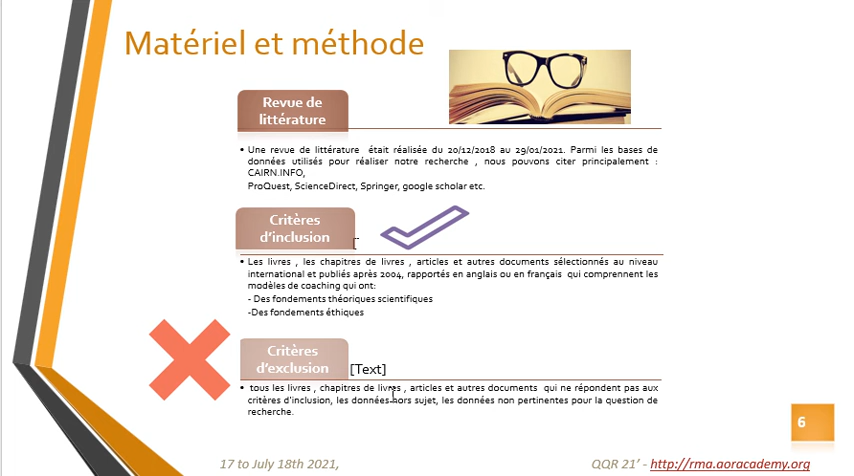 Matériel et méthode
Revue de
littérature
• Une revue de littérature était réalisée du 20/12/2018 au 29/01/2021. Parmi les bases de
données utilisés pour réaliser notre recherche , nous pouvons citer principalement :
CAIRN.INFO,
ProQuest, ScienceDirect, Springer, google scholar etc.
Critères
d'inclusion
[
• Les livres , les chapitres de livres , articles et autres documents sélectionnés au niveau
international et publiés après 2004, rapportés en anglais ou en français qui comprennent les
modèles de coaching qui ont:
- Des fondements théoriques scientifiques
-Des fondements éthiques
Critères
d'exclusion
[Text]
• tous les livres , chapitres de livres , articles et autres documents qui ne répondent pas aux
critères d'inclusion, les données hors sujet, les données non pertinentes pour la question de
recherche.
6
17 to July 18th 2021,
QQR 21' - http://rma.aoracademy.org